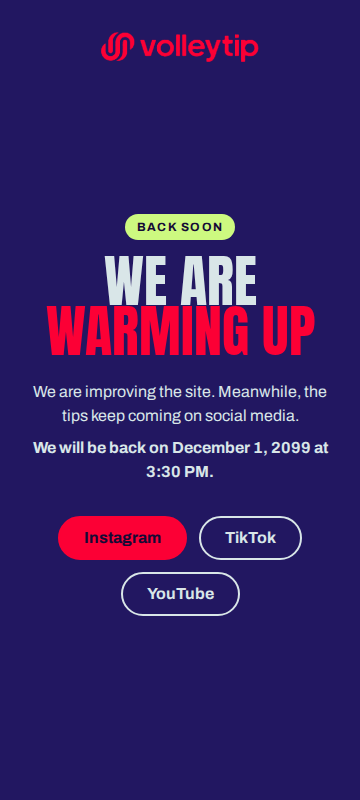 volleytip
BACK SOON
WE ARE
WARMING UP
We are improving the site. Meanwhile, the
tips keep coming on social media.
We will be back on December 1, 2099 at
3:30 PM.
Instagram
TikTok
YouTube